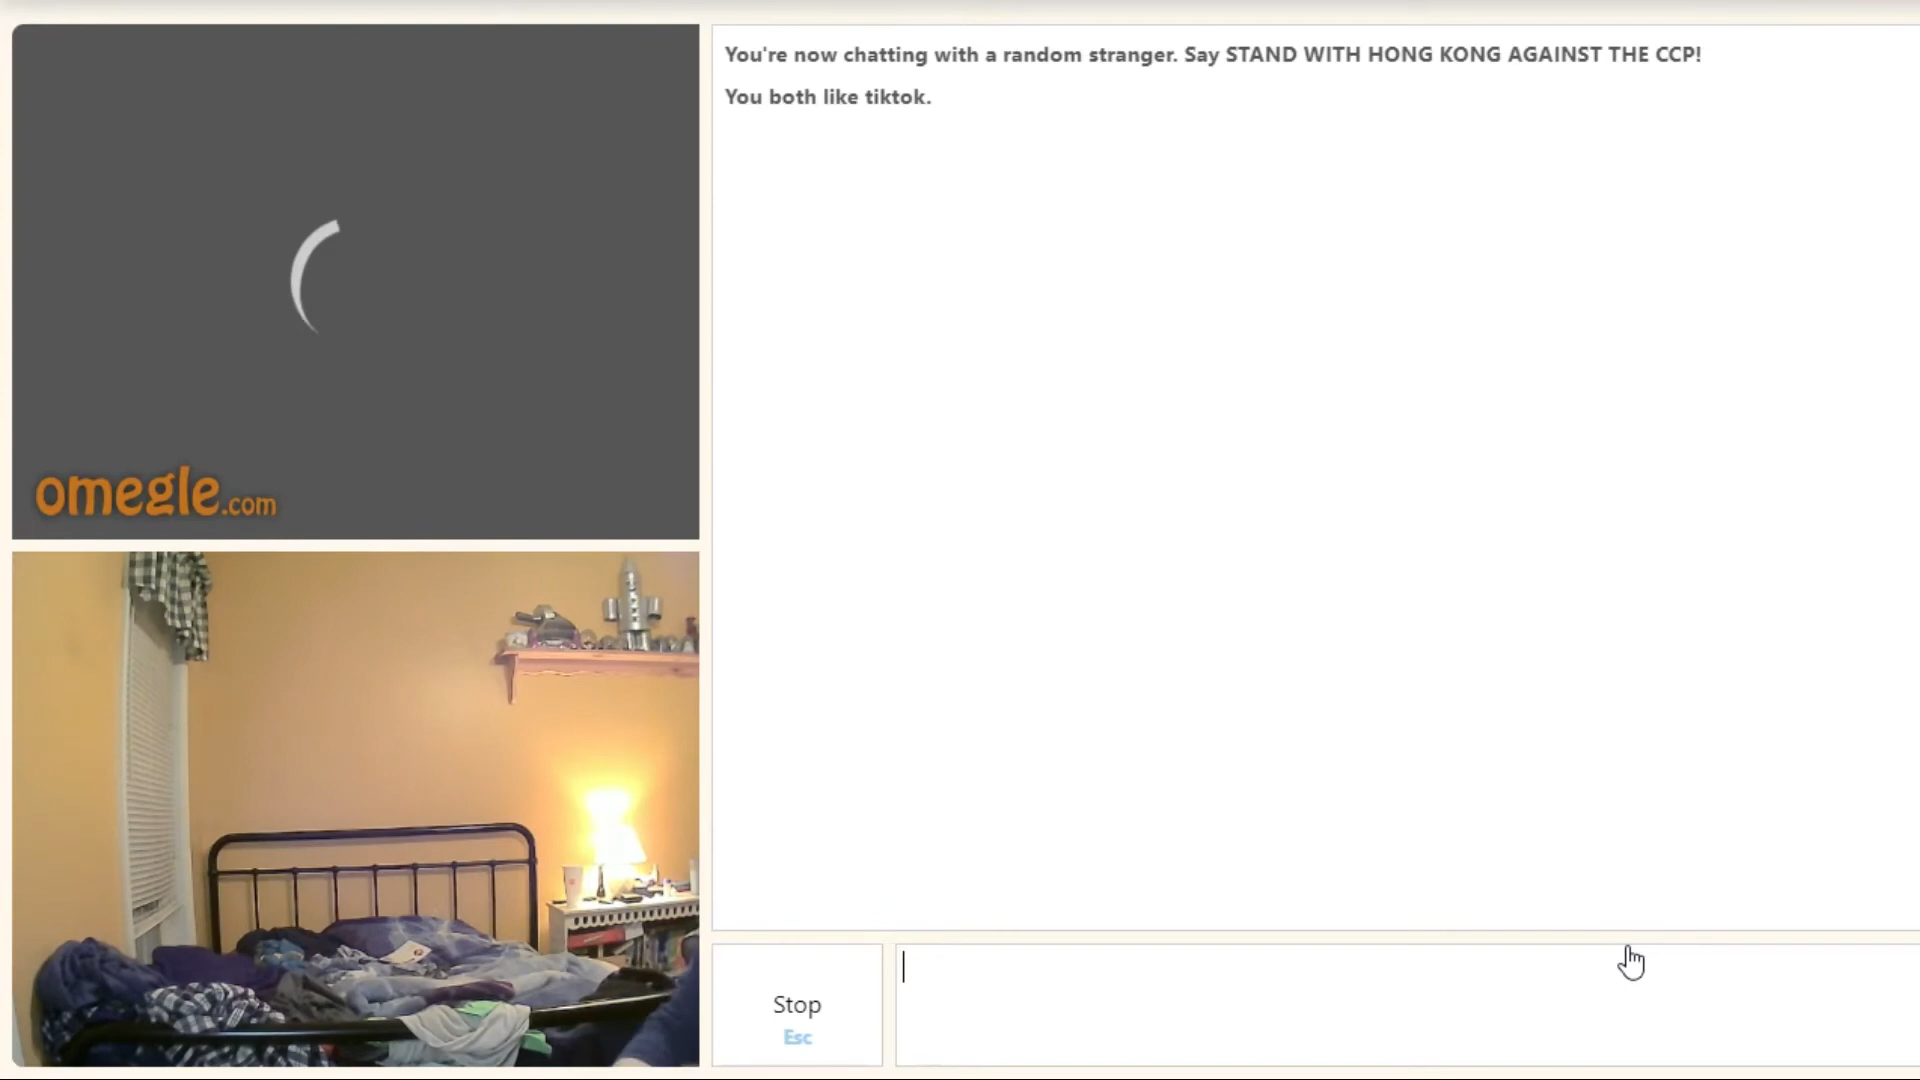 You're now chatting with a random stranger. Say STAND WITH HONG KONG AGAINST THE CCP!
You both like tiktok.
omegle.com
Stop
Esc